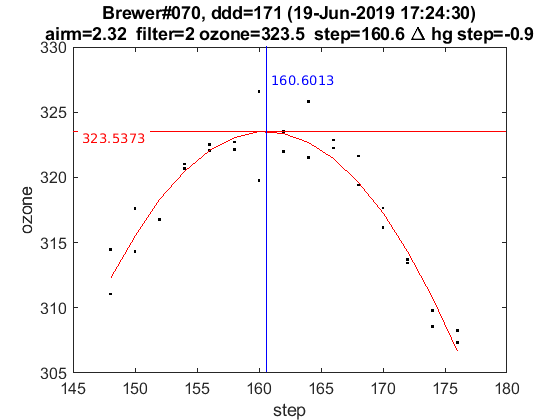 Brewer#070, ddd=171 (19-Jun-2019 17:24:30)
airm=2.32 filter=2 ozone=323.5 step=160.6 Δ hg step=-0.9
330
325
320
315
310
305
ozone
160.6013
323.5373
145 150 155 160 165 170 175 180
step